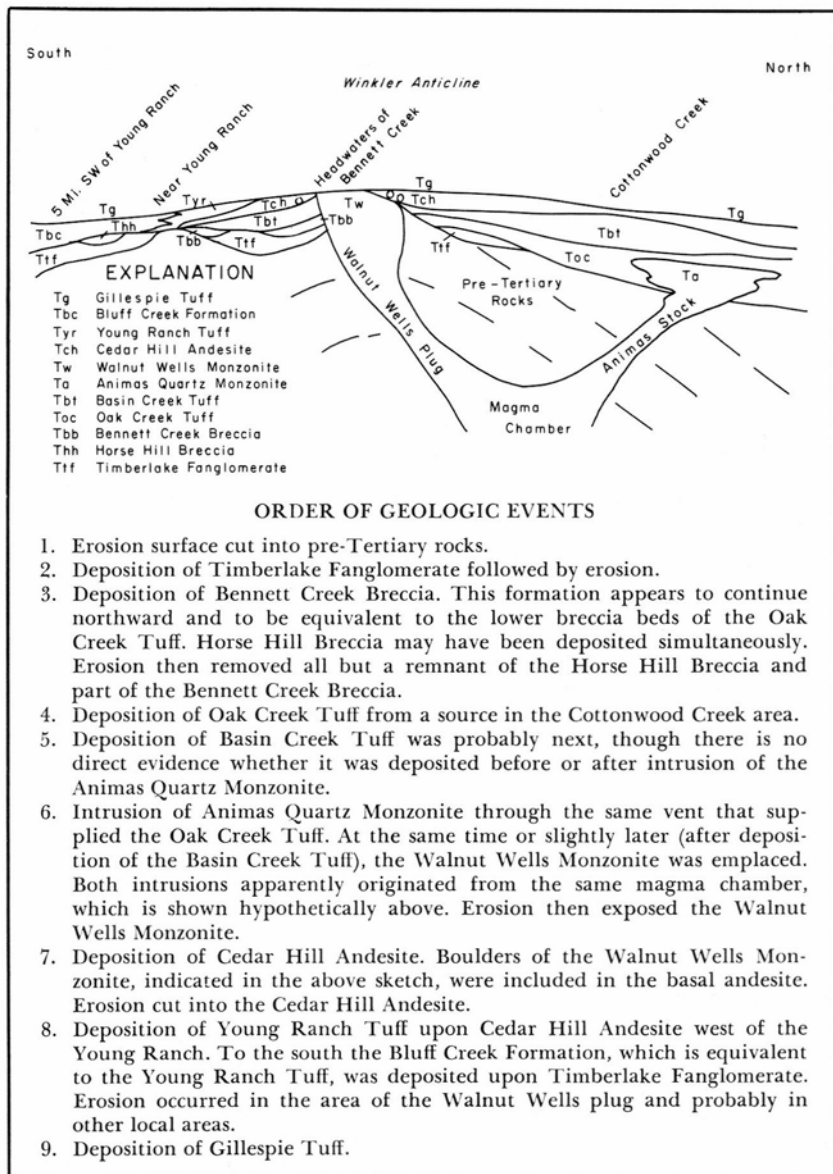 South
North
Winkler Anticline
5 Mi. SW of Young Ranch
Near Young Ranch
Headwaters of
Bennett Creek
Cottonwood Creek
Tg
Tbc
Ttf
Thh
Tyr
Tbb
Tch
Tbt
Ttf
Tbb
Tw
Tg
Tch
Ttf
Toc
Tbt
Tg
Ta
Pre-Tertiary
Rocks
Walnut Wells Plug
Animas Stock
Magma
Chamber
EXPLANATION
Tg Gillespie Tuff
Tbc Bluff Creek Formation
Tyr Young Ranch Tuff
Tch Cedar Hill Andesite
Tw Walnut Wells Monzonite
Ta Animas Quartz Monzonite
Tbt Basin Creek Tuff
Toc Oak Creek Tuff
Tbb Bennett Creek Breccia
Thh Horse Hill Breccia
Ttf Timberlake Fanglomerate
ORDER OF GEOLOGIC EVENTS
1. Erosion surface cut into pre-Tertiary rocks.
2. Deposition of Timberlake Fanglomerate followed by erosion.
3. Deposition of Bennett Creek Breccia. This formation appears to continue
northward and to be equivalent to the lower breccia beds of the Oak
Creek Tuff. Horse Hill Breccia may have been deposited simultaneously.
Erosion then removed all but a remnant of the Horse Hill Breccia and
part of the Bennett Creek Breccia.
4. Deposition of Oak Creek Tuff from a source in the Cottonwood Creek area.
5. Deposition of Basin Creek Tuff was probably next, though there is no
direct evidence whether it was deposited before or after intrusion of the
Animas Quartz Monzonite.
6. Intrusion of Animas Quartz Monzonite through the same vent that sup-
plied the Oak Creek Tuff. At the same time or slightly later (after deposi-
tion of the Basin Creek Tuff), the Walnut Wells Monzonite was emplaced.
Both intrusions apparently originated from the same magma chamber,
which is shown hypothetically above. Erosion then exposed the Walnut
Wells Monzonite.
7. Deposition of Cedar Hill Andesite. Boulders of the Walnut Wells Mon-
zonite, indicated in the above sketch, were included in the basal andesite.
Erosion cut into the Cedar Hill Andesite.
8. Deposition of Young Ranch Tuff upon Cedar Hill Andesite west of the
Young Ranch. To the south the Bluff Creek Formation, which is equivalent
to the Young Ranch Tuff, was deposited upon Timberlake Fanglomerate.
Erosion occurred in the area of the Walnut Wells plug and probably in
other local areas.
9. Deposition of Gillespie Tuff.